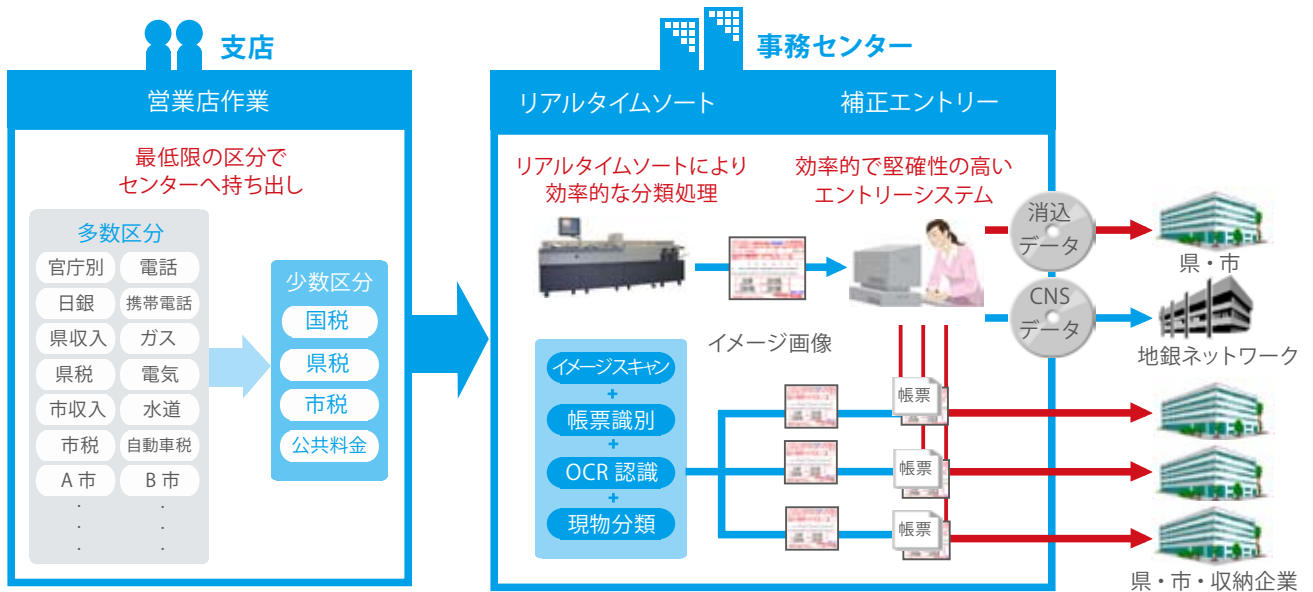 支店
営業店作業
最低限の区分で
センターへ持ち出し
多数区分
官庁別
電話
日銀
携帯電話
県収入
ガス
県税
電気
市収入
水道
市税
自動車税
A市
B市
・
・
・
・
・
・
少数区分
国税
県税
市税
公共料金
事務センター
リアルタイムソート
補正エントリー
リアルタイムソートにより
効率的な分類処理
効率的で堅確性の高い
エントリーシステム
イメージ画像
イメージスキャン
+
帳票識別
+
OCR 認識
+
現物分類
帳票
帳票
帳票
消込
データ
CNS
データ
県・市
地銀ネットワーク
県・市・収納企業